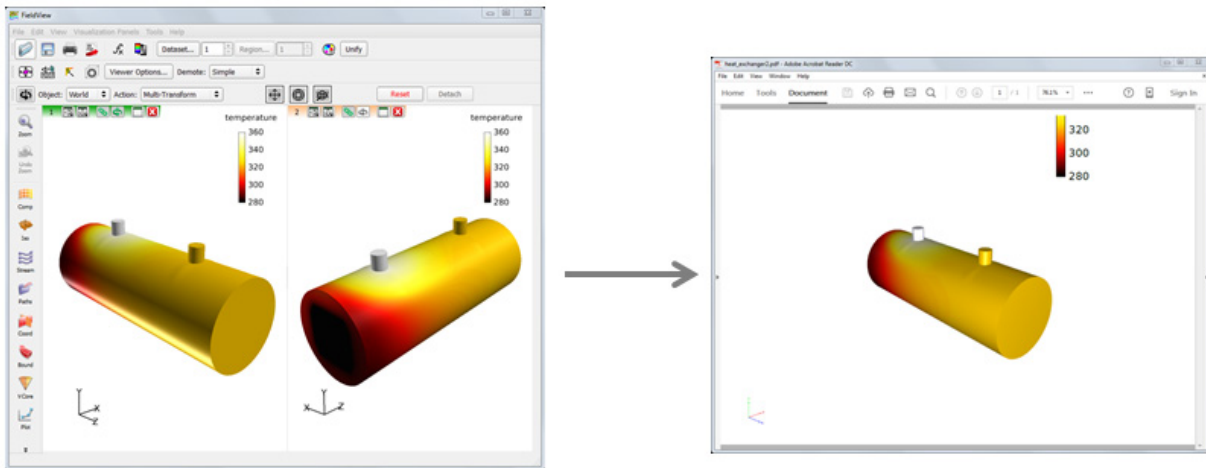 FieldView
File Edit View Visualization Panels Tools Help
Dataset... 1 Region... 1 Unify
Viewer Options... Demote: Simple
Object: World Action: Multi-Transform Reset Detach
1
2
Zoom
Undo
Zoom
Comp
Iso
Stream
Paths
Coord
Bound
V.Core
Plot
temperature
360
340
320
300
280
Y
X
Z
temperature
360
340
320
300
280
Y
X
Z
heat_exchanger2.pdf - Adobe Acrobat Reader DC
File Edit View Window Help
Home Tools Document 1 / 1 76.1% Sign In
320
300
280